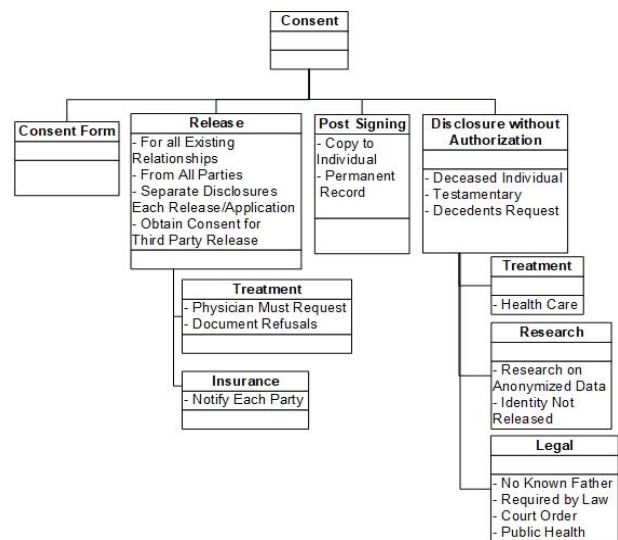 Consent
Consent Form
Release
- For all Existing
Relationships
- From All Parties
- Separate Disclosures
Each Release/Application
- Obtain Consent for
Third Party Release
Post Signing
- Copy to
Individual
- Permanent
Record
Disclosure without
Authorization
- Deceased Individual
- Testamentary
- Decedents Request
Treatment
- Physician Must Request
- Document Refusals
Insurance
- Notify Each Party
Treatment
- Health Care
Research
- Research on
Anonymized Data
- Identity Not
Released
Legal
- No Known Father
- Required by Law
- Court Order
- Public Health